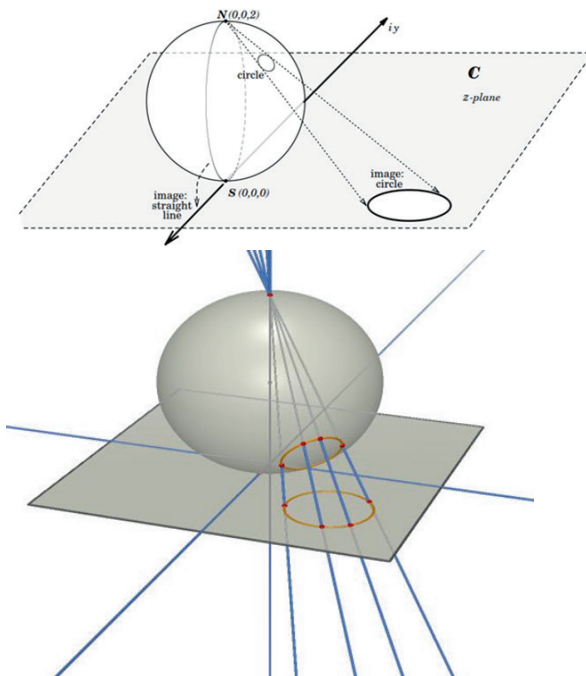 N (0,0,2)
iy
circle
C
z-plane
image:
circle
S (0,0,0)
image:
straight
line